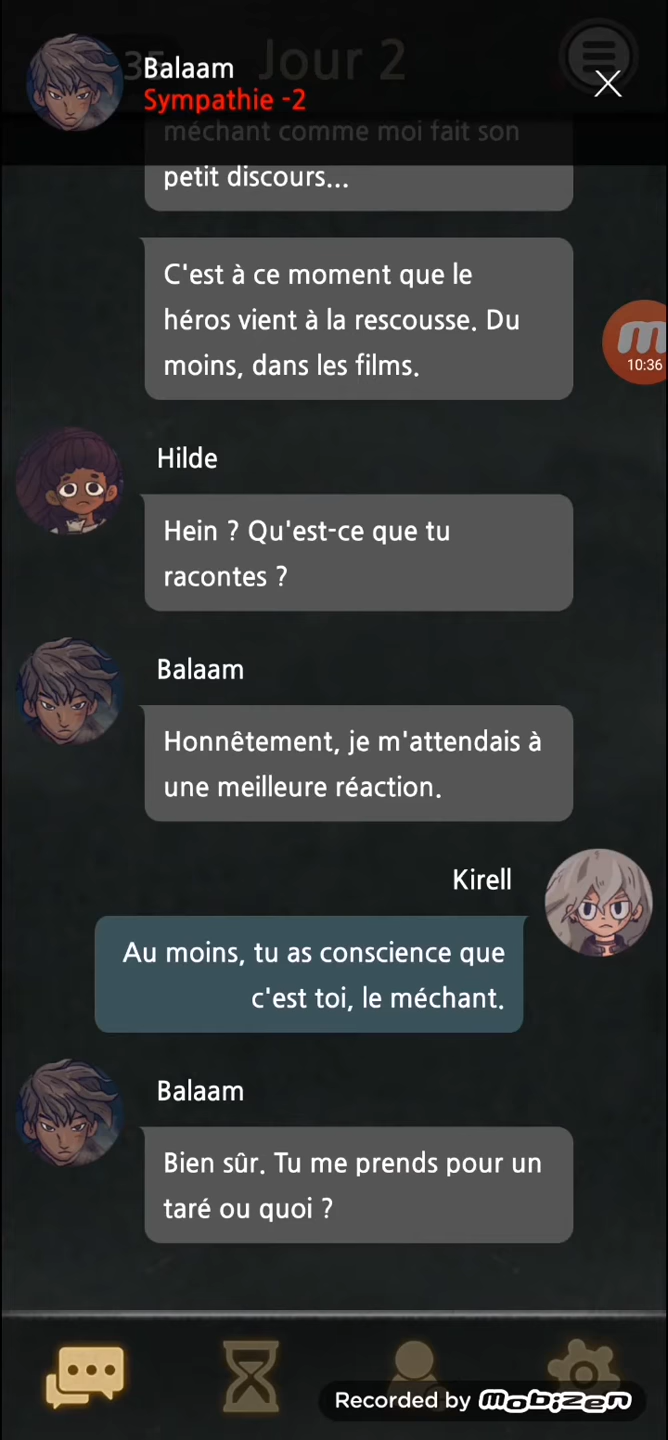 35
Jour 2
Balaam
Sympathie -2
méchant comme moi fait son
petit discours...
C'est à ce moment que le
héros vient à la rescousse. Du
moins, dans les films.
10:36
Hilde
Hein ? Qu'est-ce que tu
racontes ?
Balaam
Honnêtement, je m'attendais à
une meilleure réaction.
Kirell
Au moins, tu as conscience que
c'est toi, le méchant.
Balaam
Bien sûr. Tu me prends pour un
taré ou quoi ?
Recorded by mobizen